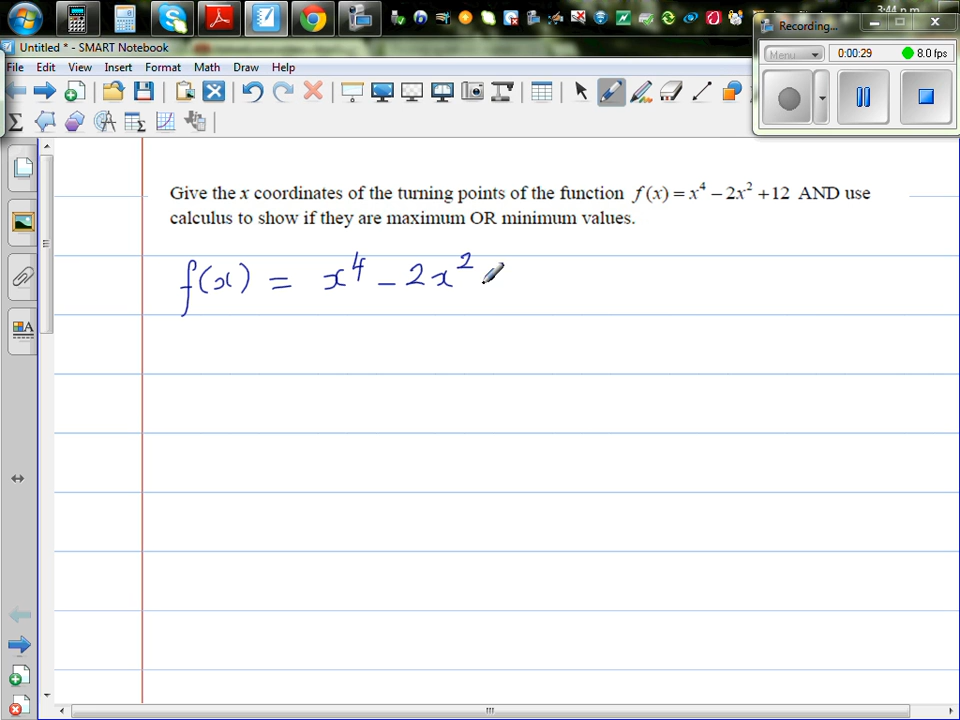 3:44 p.m.
Untitled * - SMART Notebook
Recording...
Menu
0:00:29
8.0 fps
File Edit View Insert Format Math Draw Help
Give the x coordinates of the turning points of the function f(x) = x⁴ − 2x² +12 AND use
calculus to show if they are maximum OR minimum values.
f(x) = x⁴ − 2x²